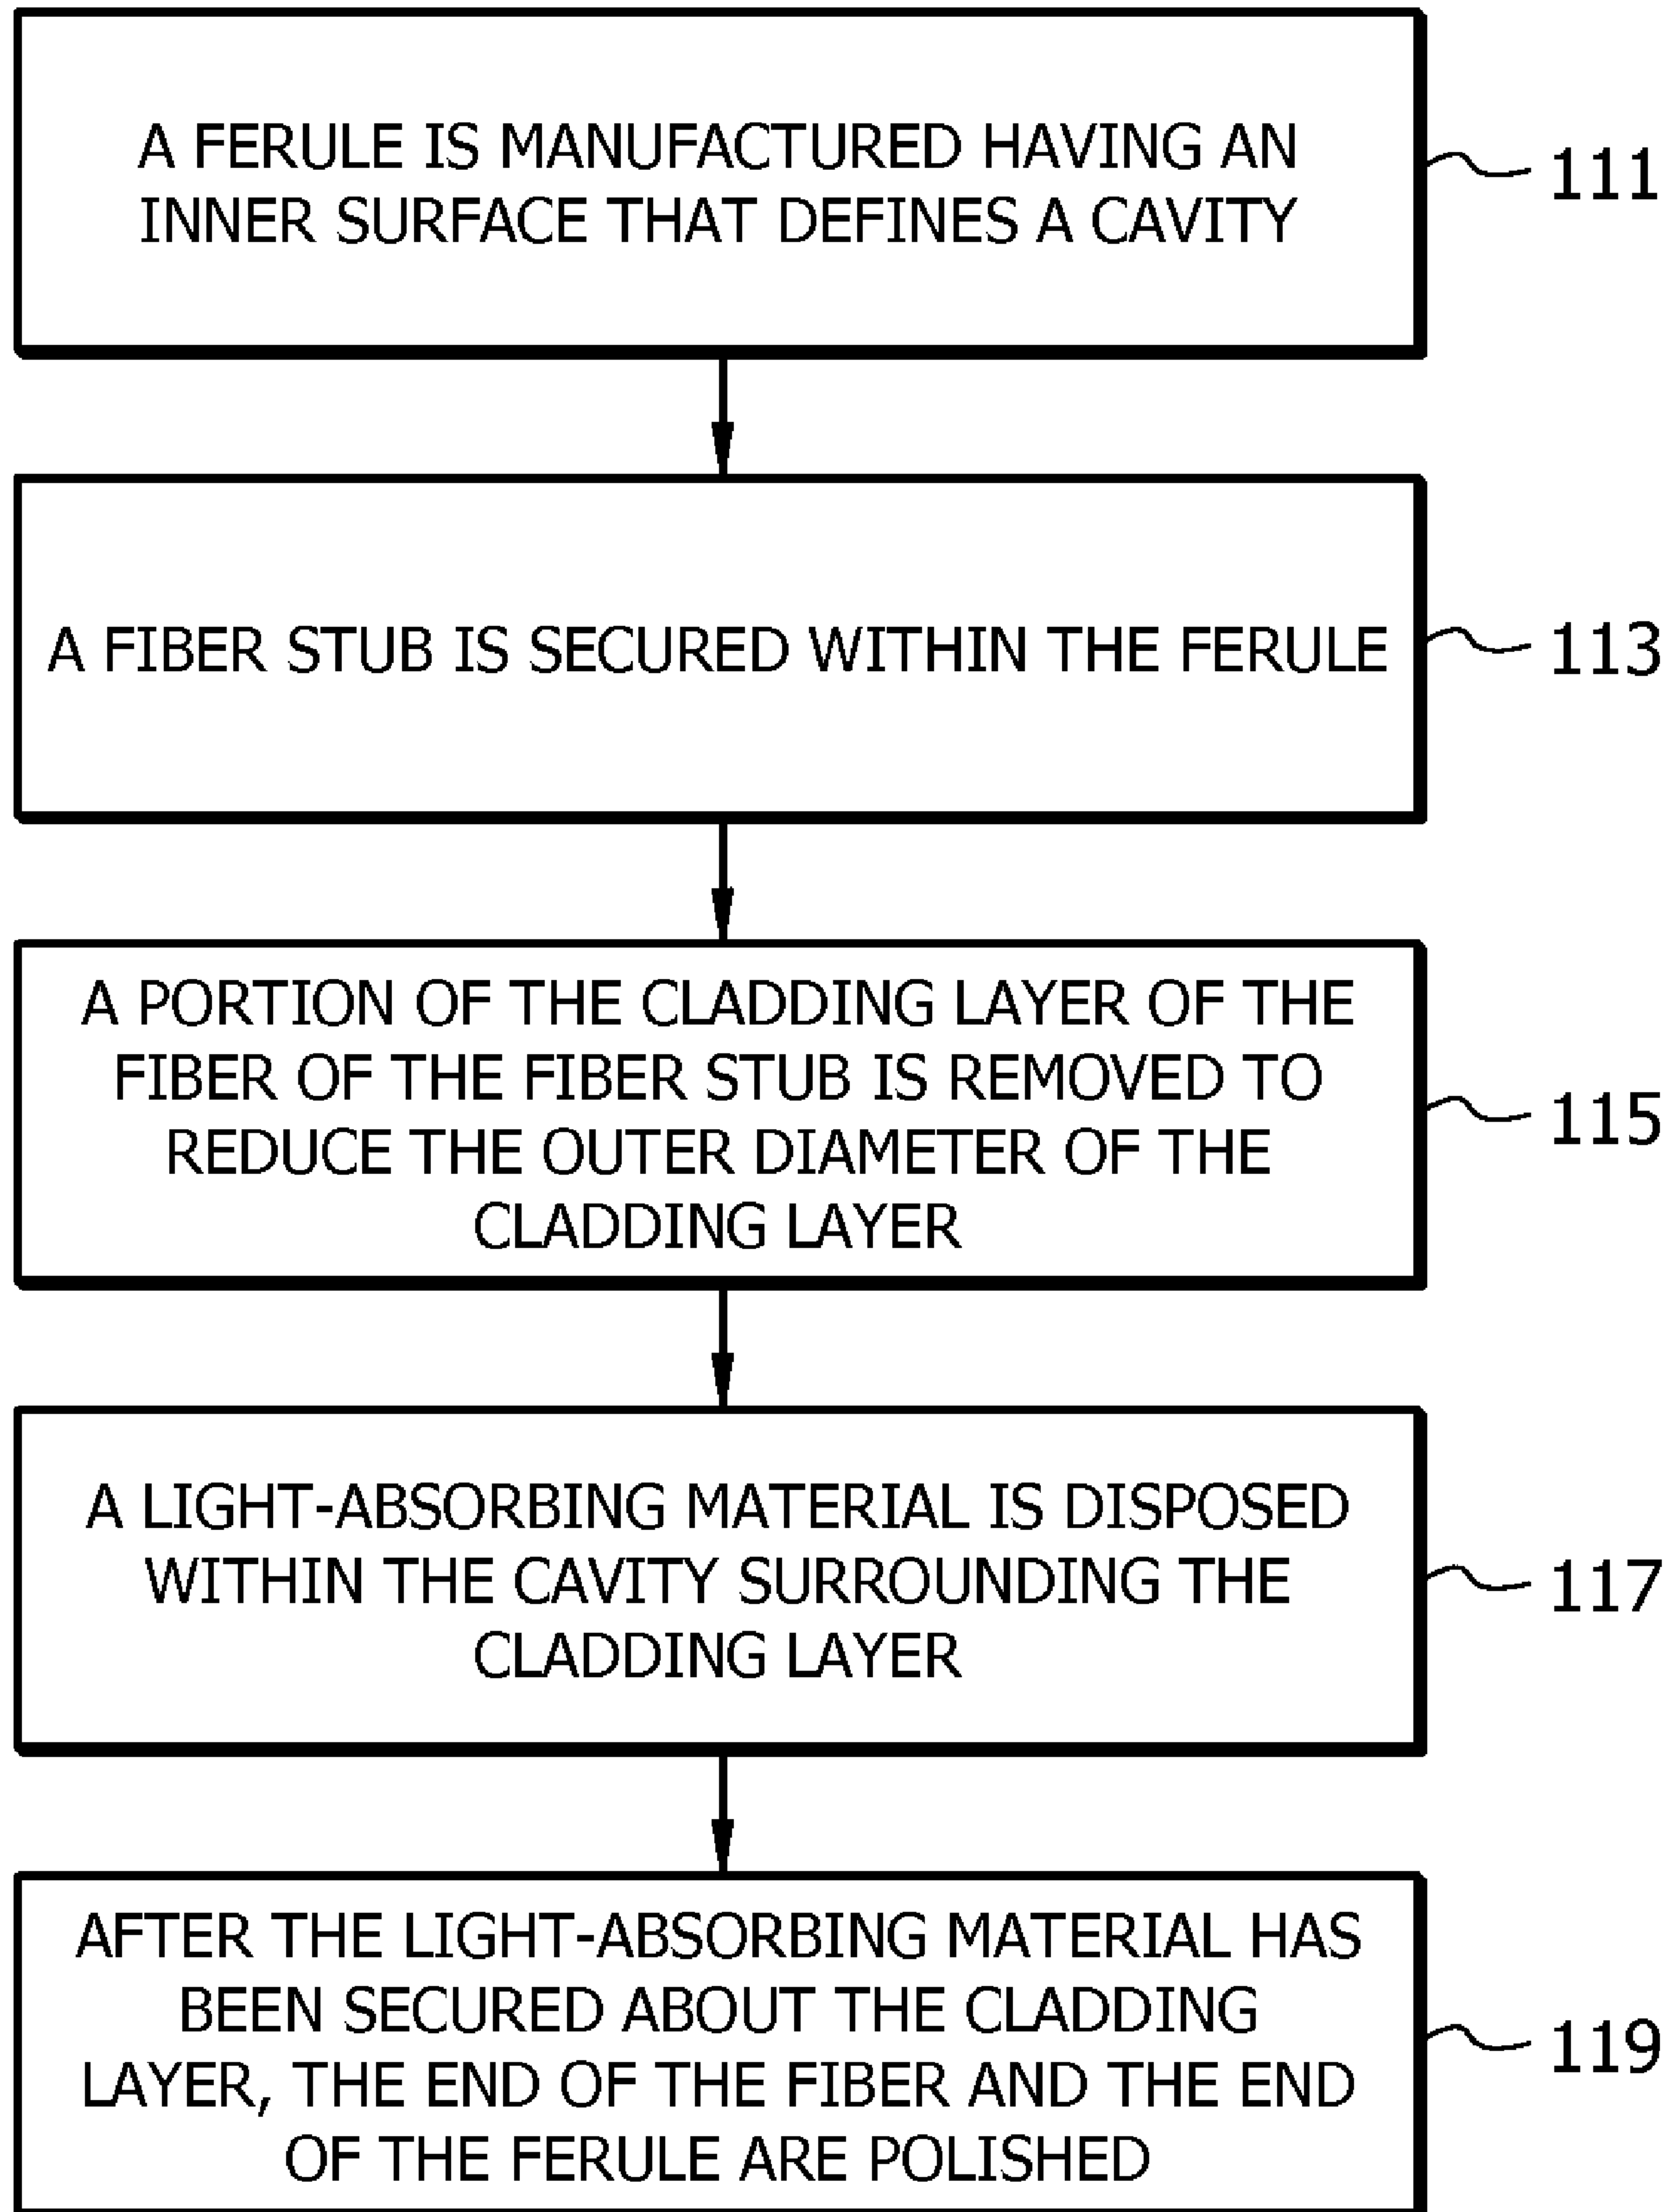 A FERULE IS MANUFACTURED HAVING AN
INNER SURFACE THAT DEFINES A CAVITY
111
A FIBER STUB IS SECURED WITHIN THE FERULE
113
A PORTION OF THE CLADDING LAYER OF THE
FIBER OF THE FIBER STUB IS REMOVED TO
REDUCE THE OUTER DIAMETER OF THE
CLADDING LAYER
115
A LIGHT-ABSORBING MATERIAL IS DISPOSED
WITHIN THE CAVITY SURROUNDING THE
CLADDING LAYER
117
AFTER THE LIGHT-ABSORBING MATERIAL HAS
BEEN SECURED ABOUT THE CLADDING
LAYER, THE END OF THE FIBER AND THE END
OF THE FERULE ARE POLISHED
119